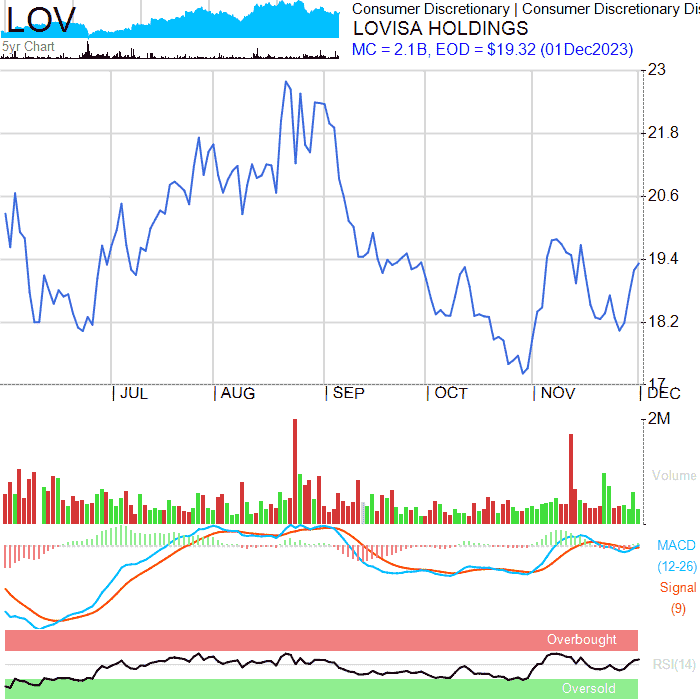 LOV
5yr Chart
Consumer Discretionary | Consumer Discretionary Dis
LOVISA HOLDINGS
MC = 2.1B, EOD = $19.32 (01Dec2023)
23
21.8
20.6
19.4
18.2
17
JUL AUG SEP OCT NOV DEC
2M
Volume
MACD
(12-26)
Signal
(9)
Overbought
RSI(14)
Oversold